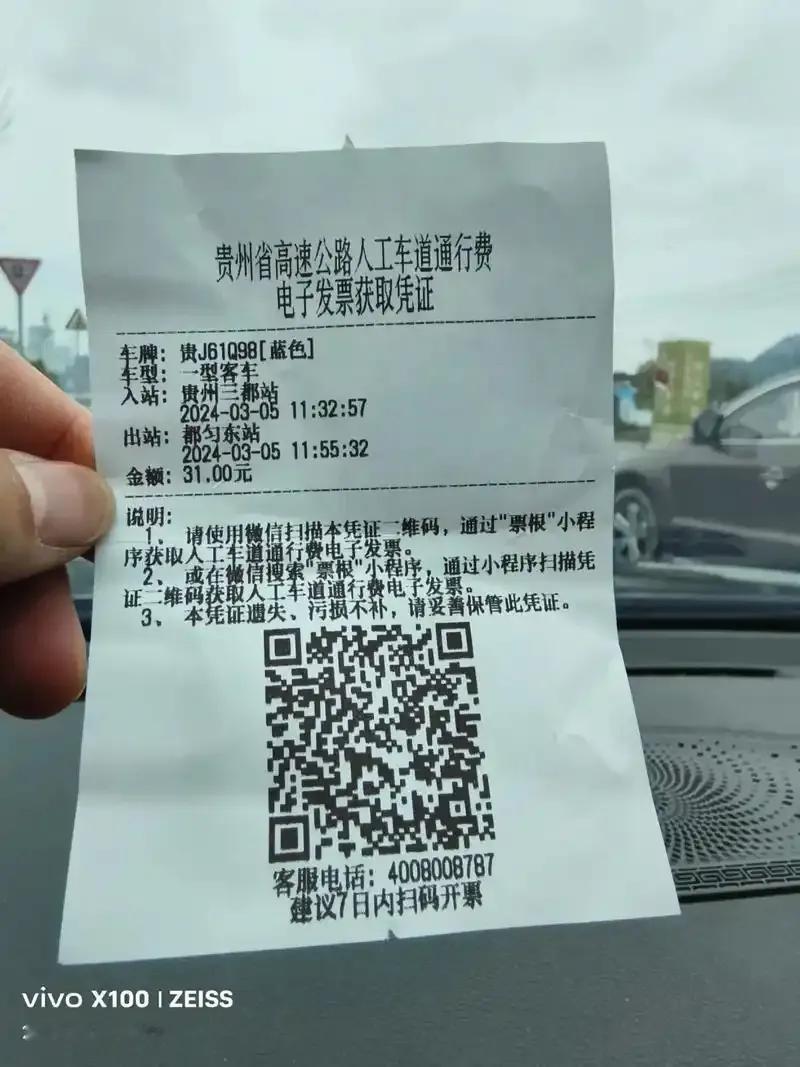 贵州省高速公路人工车道通行费
电子发票获取凭证
车牌：贵J61Q98[蓝色]
车型：一型客车
入站：贵州三都站
2024-03-05 11:32:57
出站：都匀东站
2024-03-05 11:55:32
金额：31.00元
说明：
1、 请使用微信扫描本凭证二维码，通过"票根"小程
序获取人工车道通行费电子发票。
2、 或在微信搜索"票根"小程序，通过小程序扫描凭
证二维码获取人工车道通行费电子发票。
3、 本凭证遗失、污损不补，请妥善保管此凭证。
客服电话：4008008787
建议7日内扫码开票
vivo X100 | ZEISS